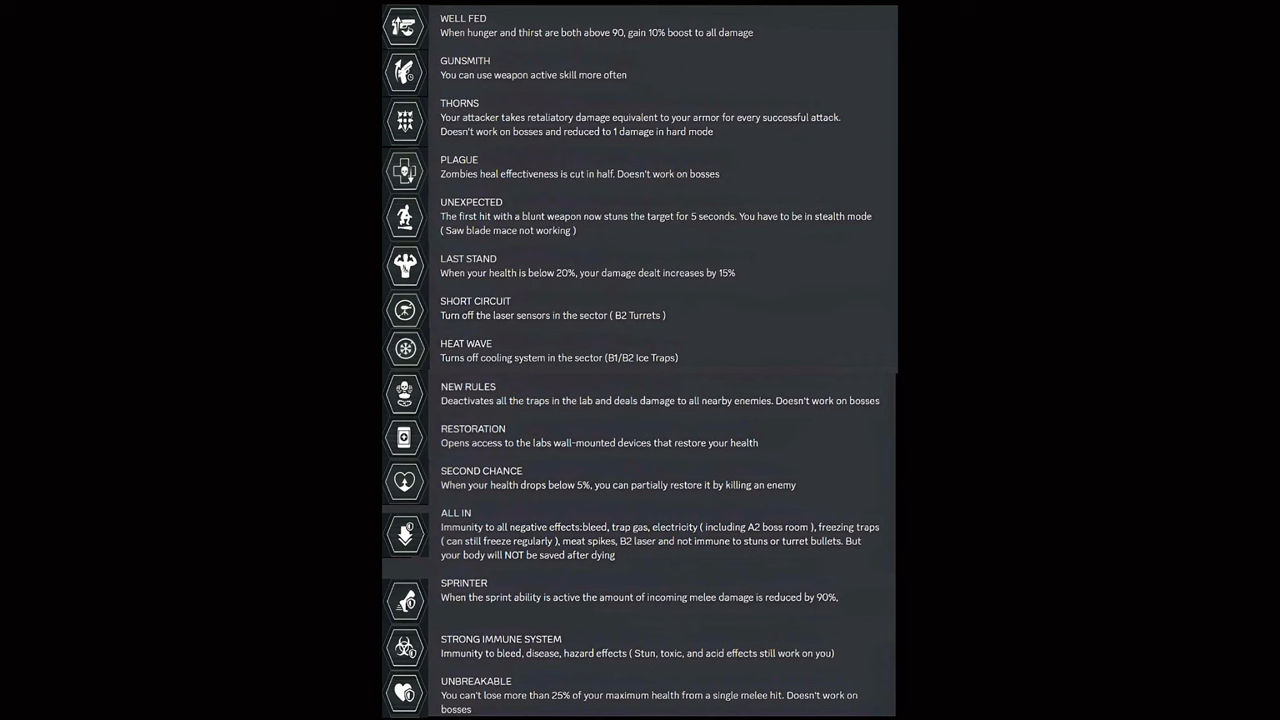 WELL FED
When hunger and thirst are both above 90, gain 10% boost to all damage
GUNSMITH
You can use weapon active skill more often
THORNS
Your attacker takes retaliatory damage equivalent to your armor for every successful attack.
Doesn't work on bosses and reduced to 1 damage in hard mode
PLAGUE
Zombies heal effectiveness is cut in half. Doesn't work on bosses
UNEXPECTED
The first hit with a blunt weapon now stuns the target for 5 seconds. You have to be in stealth mode
( Saw blade mace not working )
LAST STAND
When your health is below 20%, your damage dealt increases by 15%
SHORT CIRCUIT
Turn off the laser sensors in the sector ( B2 Turrets )
HEAT WAVE
Turns off cooling system in the sector (B1/B2 Ice Traps)
NEW RULES
Deactivates all the traps in the lab and deals damage to all nearby enemies. Doesn't work on bosses
RESTORATION
Opens access to the labs wall-mounted devices that restore your health
SECOND CHANCE
When your health drops below 5%, you can partially restore it by killing an enemy
ALL IN
Immunity to all negative effects:bleed, trap gas, electricity ( including A2 boss room ), freezing traps
( can still freeze regularly ), meat spikes, B2 laser and not immune to stuns or turret bullets. But
your body will NOT be saved after dying
SPRINTER
When the sprint ability is active the amount of incoming melee damage is reduced by 90%,
STRONG IMMUNE SYSTEM
Immunity to bleed, disease, hazard effects ( Stun, toxic, and acid effects still work on you)
UNBREAKABLE
You can't lose more than 25% of your maximum health from a single melee hit. Doesn't work on
bosses